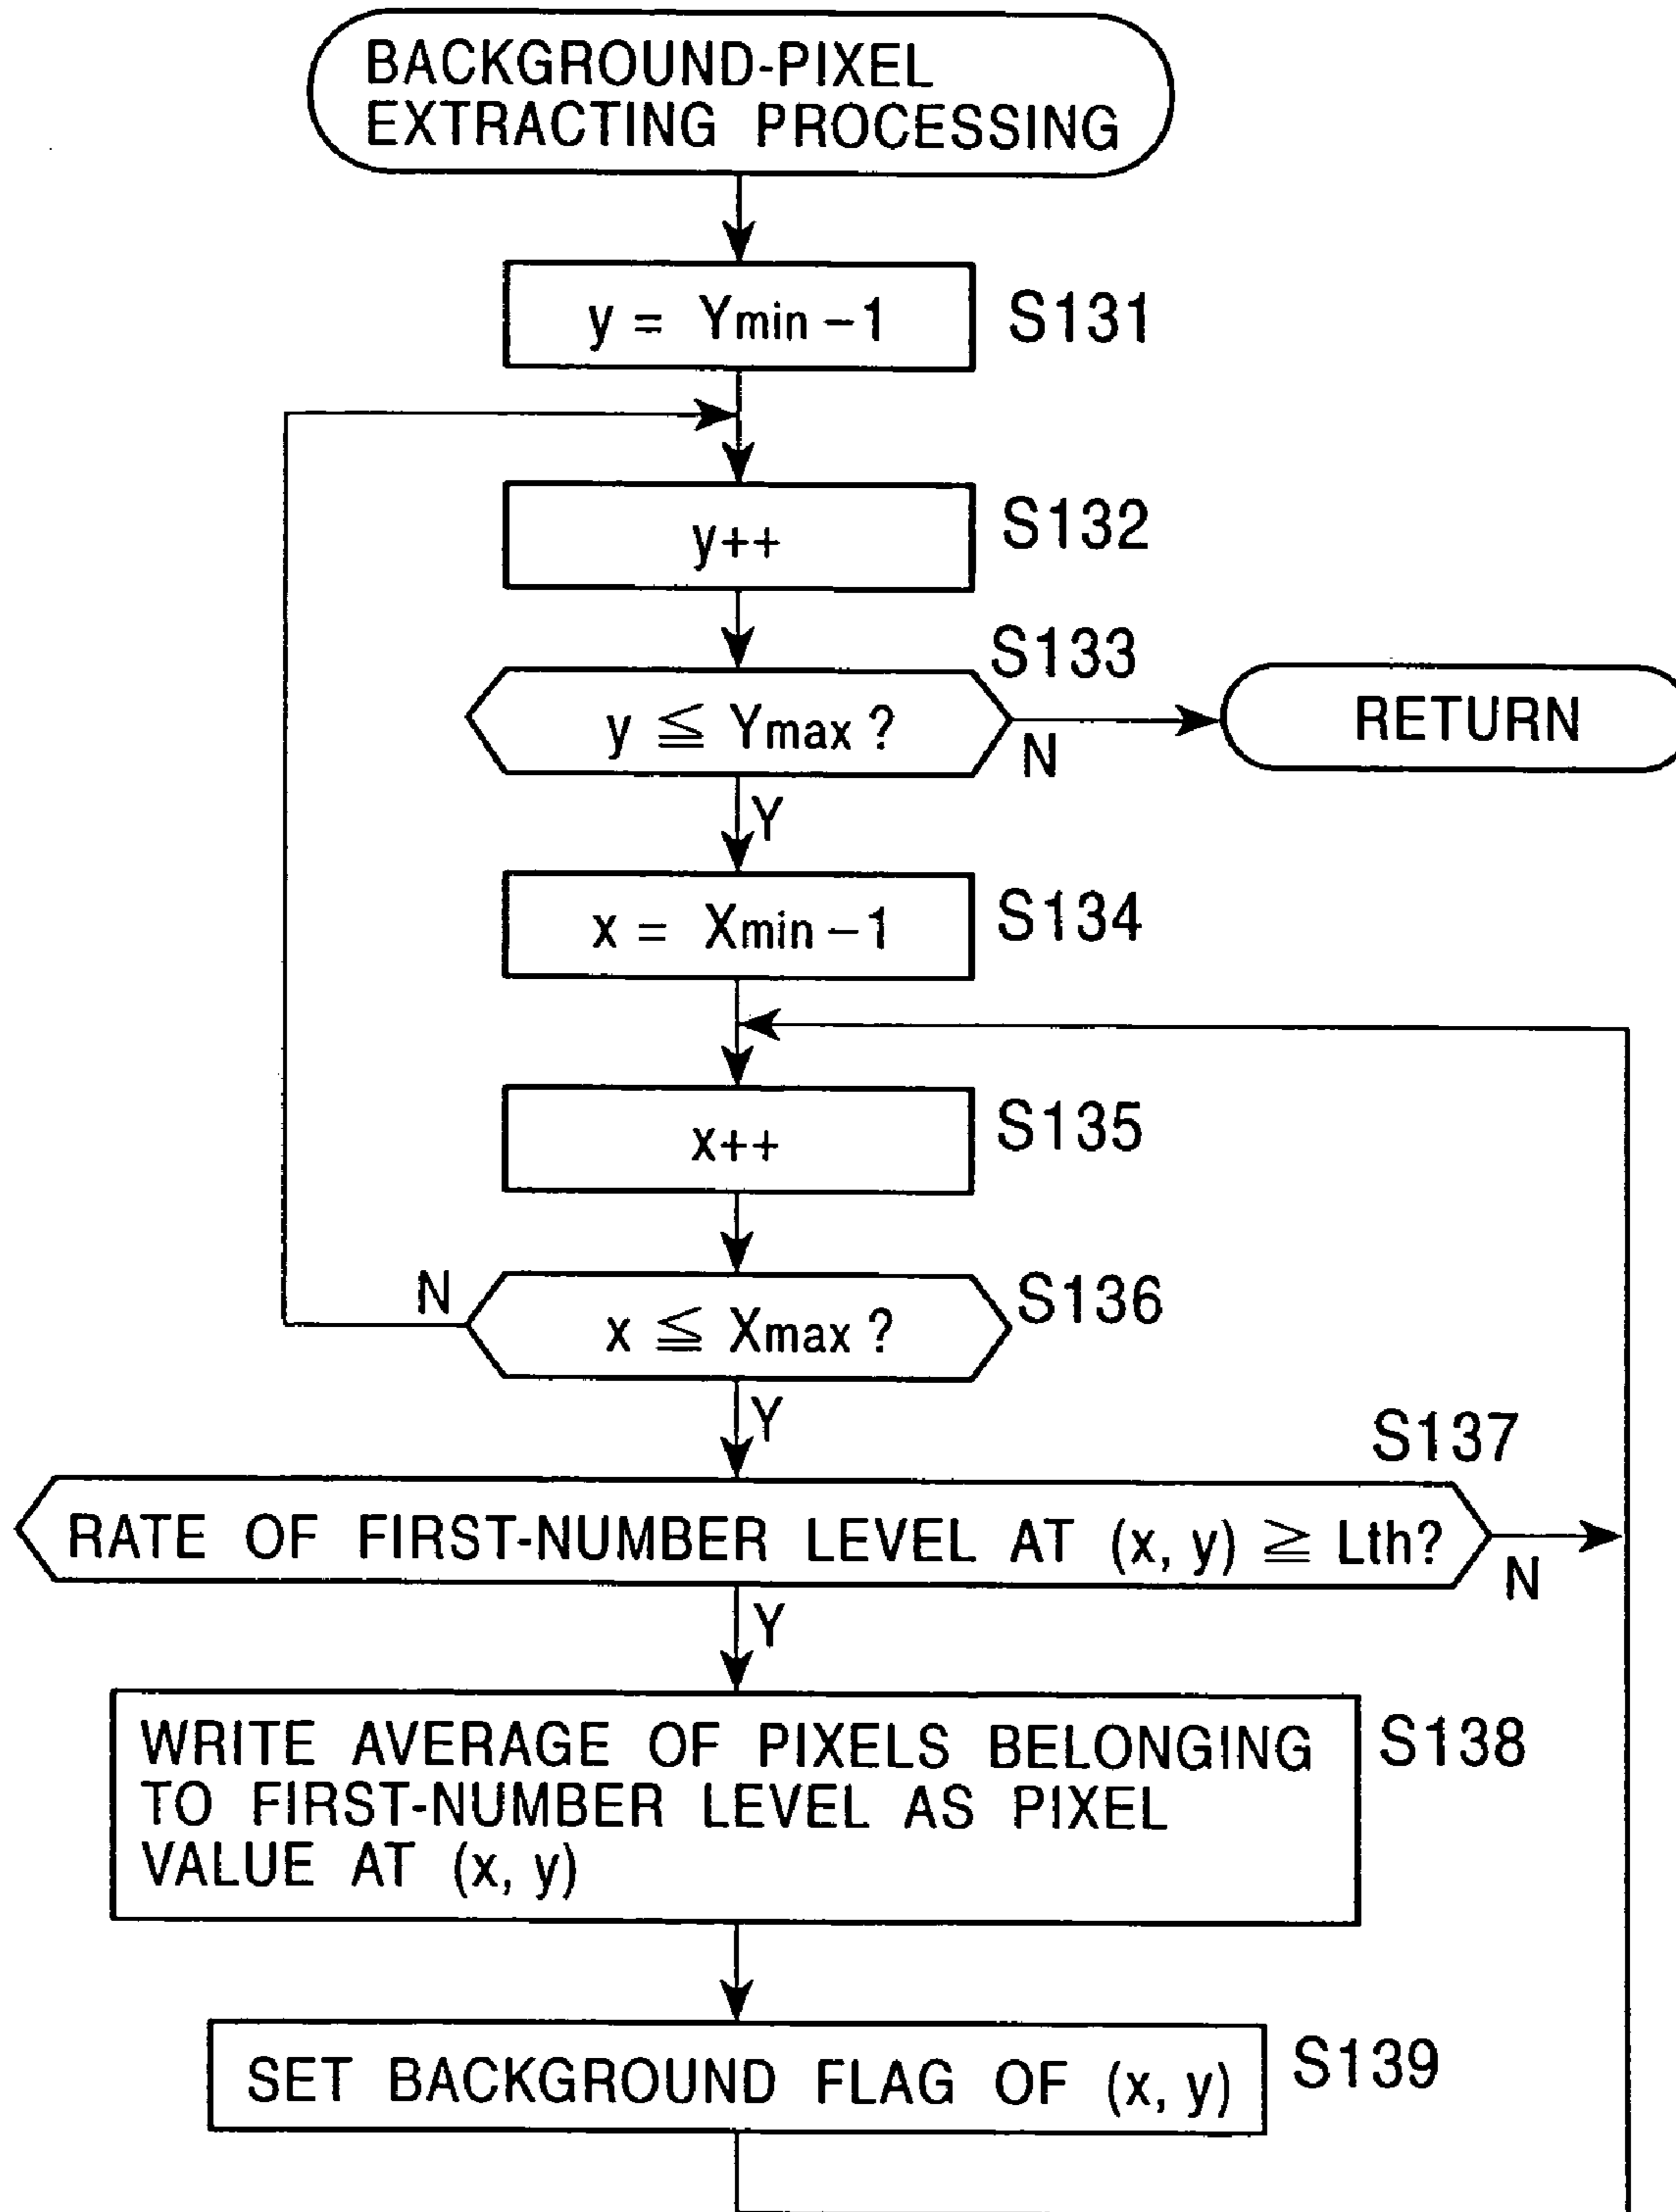 BACKGROUND-PIXEL
EXTRACTING PROCESSING
y = Ymin −1
S131
y++
S132
S133
y ≦ Ymax ?
N
RETURN
Y
x = Xmin −1
S134
x++
S135
N
x ≦ Xmax ?
S136
Y
S137
RATE OF FIRST-NUMBER LEVEL AT (x, y) ≧ Lth?
N
Y
WRITE AVERAGE OF PIXELS BELONGING
TO FIRST-NUMBER LEVEL AS PIXEL
VALUE AT (x, y)
S138
SET BACKGROUND FLAG OF (x, y)
S139